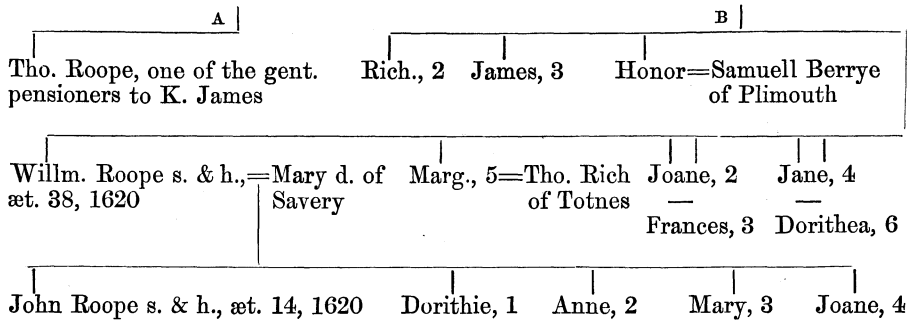 A B
Tho. Roope, one of the gent. Rich., 2 James, 3 Honor=Samuell Berrye
pensioners to K. James of Plimouth
Willm. Roope s. & h.,=Mary d. of Marg., 5=Tho. Rich Joane, 2 Jane, 4
æt. 38, 1620 Savery of Totnes — —
Frances, 3 Dorithea, 6
John Roope s. & h., æt. 14, 1620 Dorithie, 1 Anne, 2 Mary, 3 Joane, 4